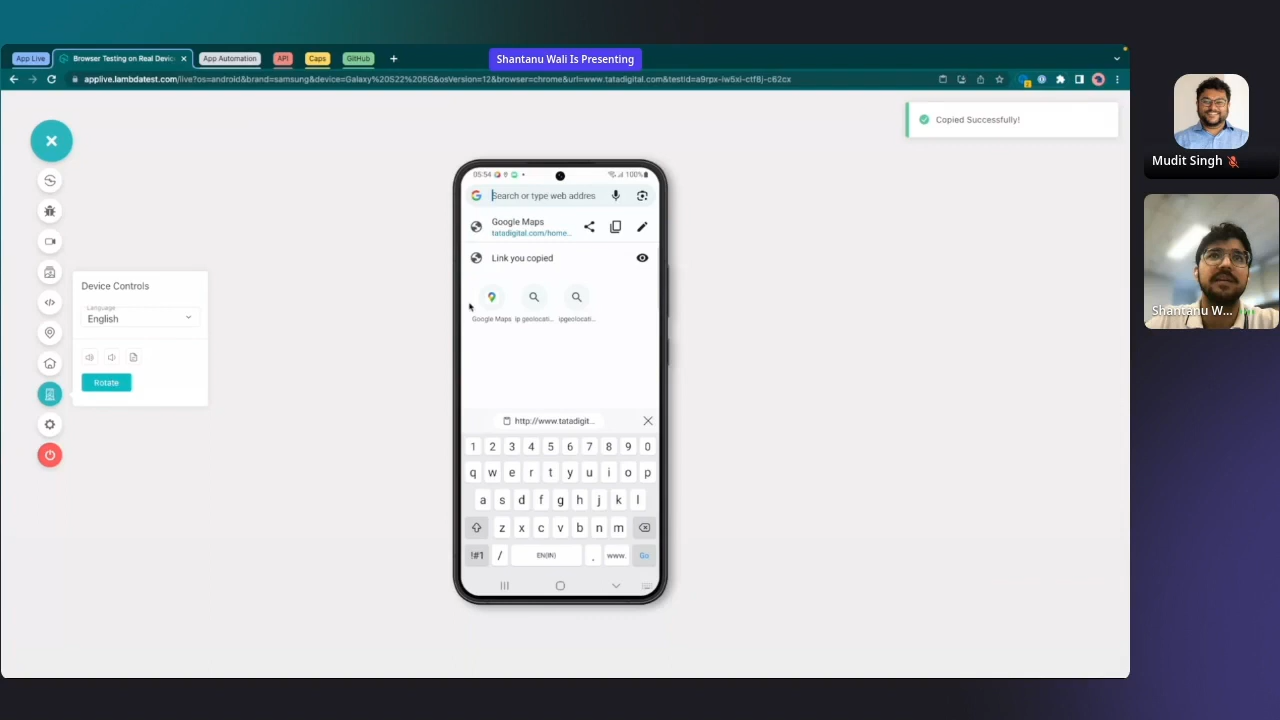 App Live
Browser Testing on Real Devic
App Automation
API
Caps
GitHub
Shantanu Wali Is Presenting
applive.lambdatest.com/live?os=android&brand=samsung&device=Galaxy%20S22%205G&osVersion=12&browser=chrome&url=www.tatadigital.com&testid=a9rpx-iw5xi-ctf8j-c62cx
Copied Successfully!
Mudit Singh
Shantanu W...
Device Controls
Language
English
Rotate
05:54
100%
Search or type web addres
Google Maps
tatadigital.com/home...
Link you copied
Google Maps
ip geolocati...
ipgeolocati...
http://www.tatadigit...
1 2 3 4 5 6 7 8 9 0
q w e r t y u i o p
a s d f g h j k l
z x c v b n m
!#1 / EN(IN) . www. Go